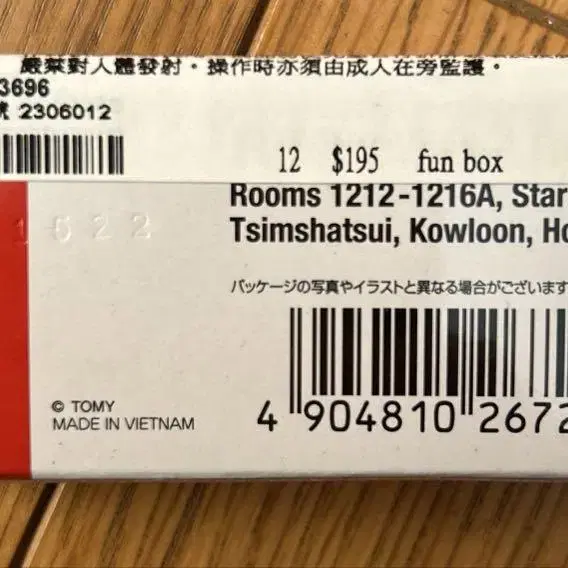 嚴禁對人體發射。操作時亦須由成人在旁監護。
3696
號 2306012
12 $195 fun box
Rooms 1212-1216A, Star
Tsimshatsui, Kowloon, Ho
1622
パッケージの写真やイラストと異なる場合がございます
© TOMY
MADE IN VIETNAM
4 904810 2672